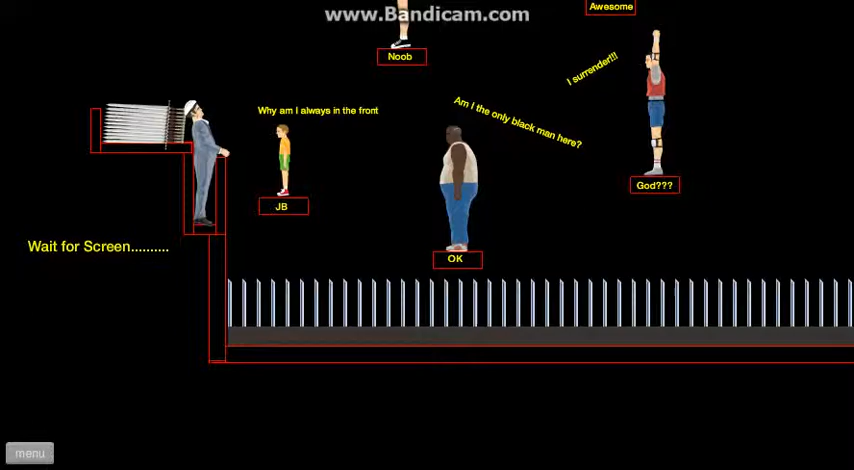 www.Bandicam.com
Awesome
Noob
I surrender!!!
Why am I always in the front
Am I the only black man here?
God???
JB
Wait for Screen..........
OK
menu